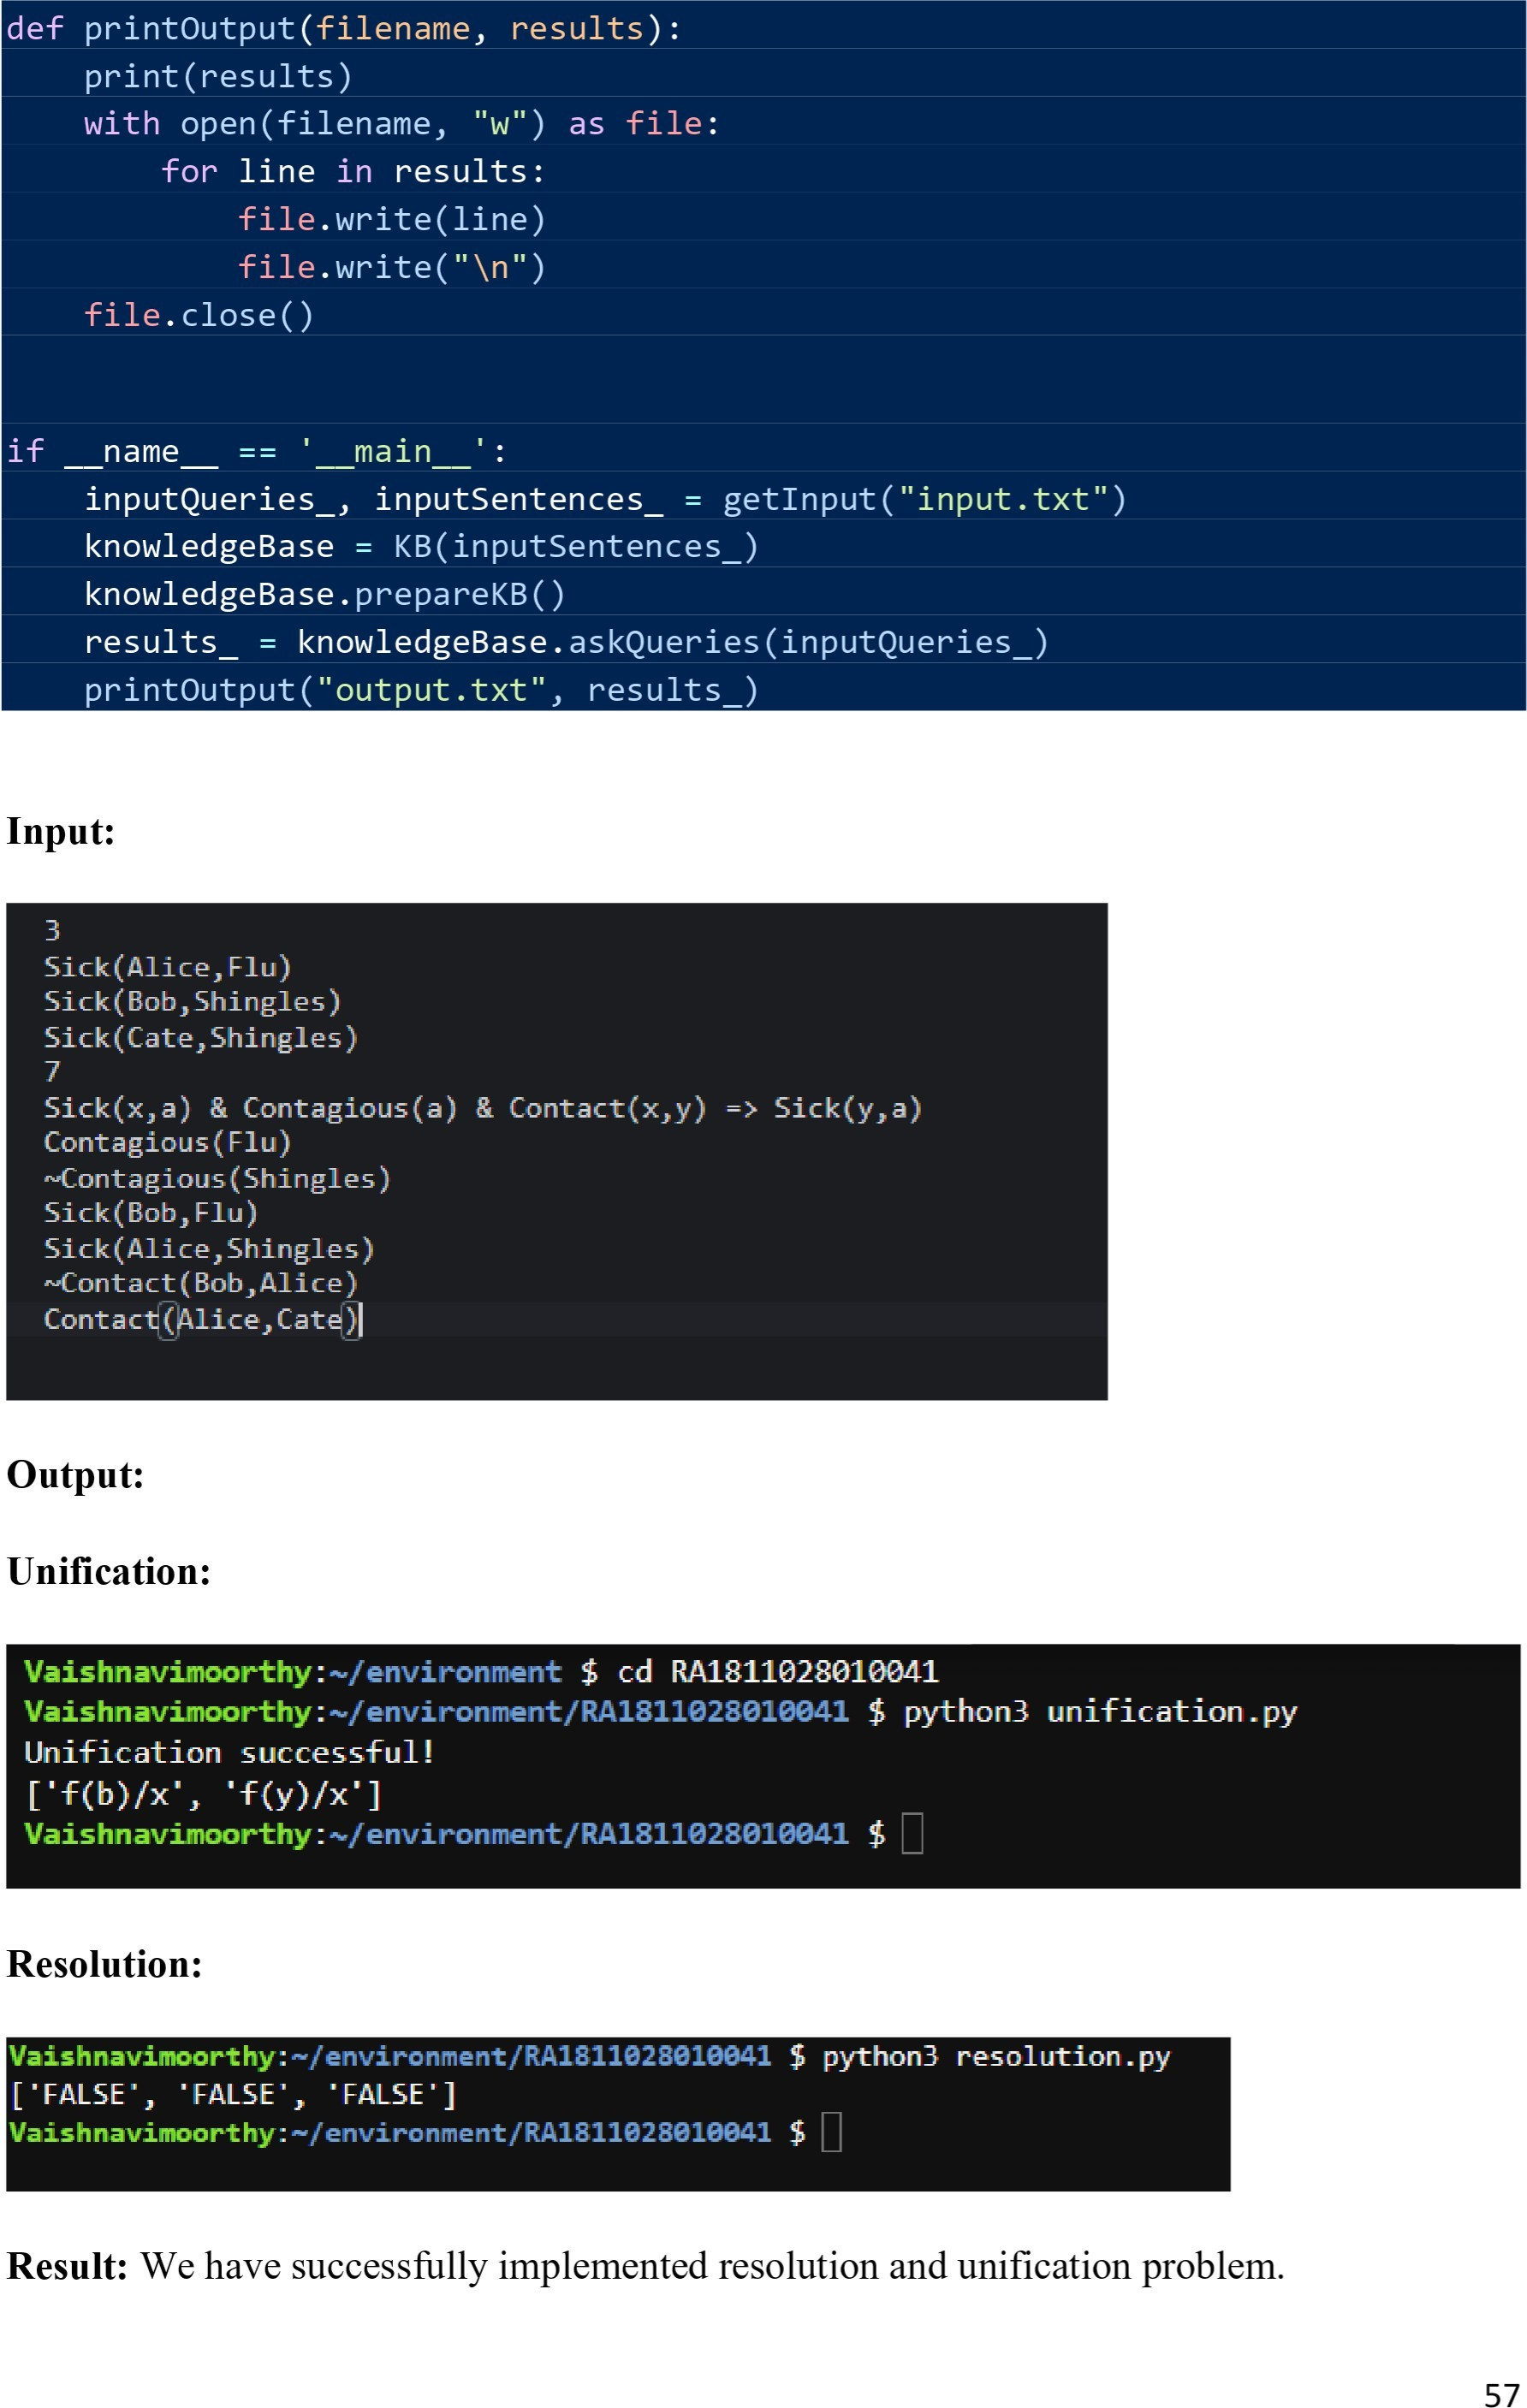 def printOutput(filename, results):
    print(results)
    with open(filename, "w") as file:
        for line in results:
            file.write(line)
            file.write("\n")
    file.close()
if __name__ == '__main__':
    inputQueries_, inputSentences_ = getInput("input.txt")
    knowledgeBase = KB(inputSentences_)
    knowledgeBase.prepareKB()
    results_ = knowledgeBase.askQueries(inputQueries_)
    printOutput("output.txt", results_)
Input:
3
Sick(Alice,Flu)
Sick(Bob,Shingles)
Sick(Cate,Shingles)
7
Sick(x,a) & Contagious(a) & Contact(x,y) => Sick(y,a)
Contagious(Flu)
~Contagious(Shingles)
Sick(Bob,Flu)
Sick(Alice,Shingles)
~Contact(Bob,Alice)
Contact(Alice,Cate)
Output:
Unification:
Vaishnavimoorthy:~/environment $ cd RA1811028010041
Vaishnavimoorthy:~/environment/RA1811028010041 $ python3 unification.py
Unification successful!
['f(b)/x', 'f(y)/x']
Vaishnavimoorthy:~/environment/RA1811028010041 $
Resolution:
Vaishnavimoorthy:~/environment/RA1811028010041 $ python3 resolution.py
['FALSE', 'FALSE', 'FALSE']
Vaishnavimoorthy:~/environment/RA1811028010041 $
Result: We have successfully implemented resolution and unification problem.
57